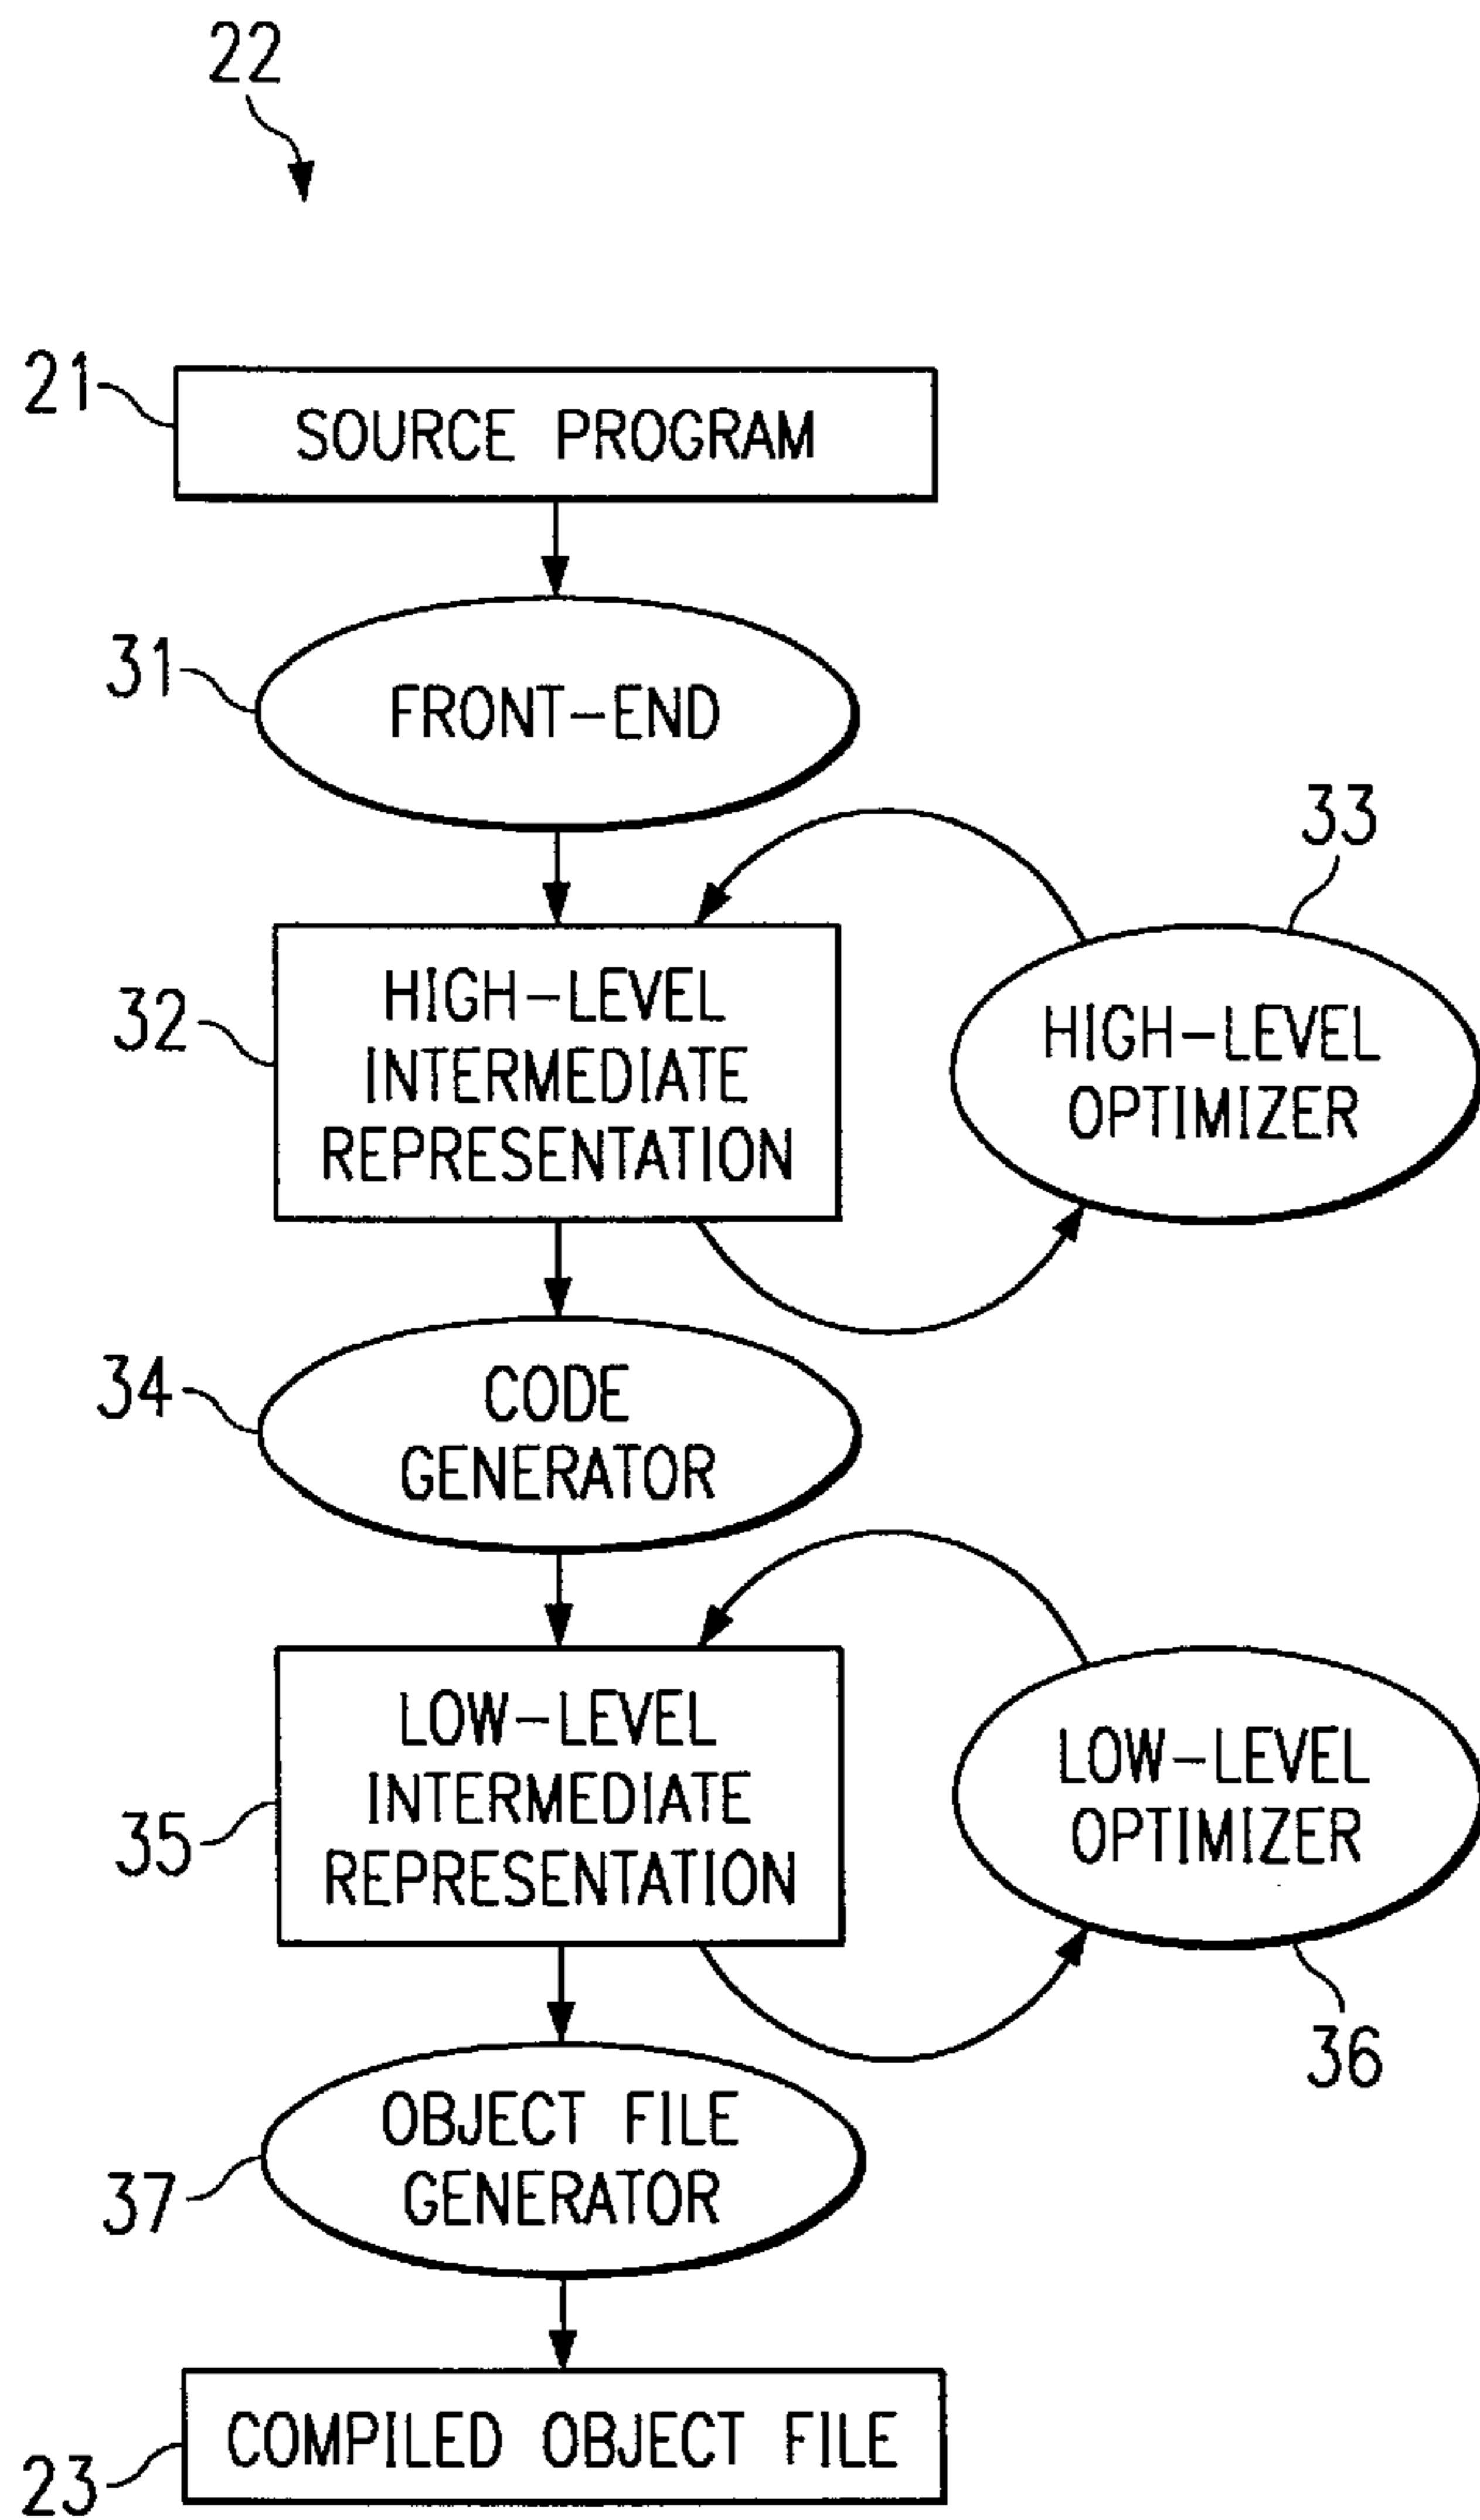 22
21
SOURCE PROGRAM
31
FRONT-END
33
32
HIGH-LEVEL
INTERMEDIATE
REPRESENTATION
HIGH-LEVEL
OPTIMIZER
34
CODE
GENERATOR
35
LOW-LEVEL
INTERMEDIATE
REPRESENTATION
LOW-LEVEL
OPTIMIZER
36
37
OBJECT FILE
GENERATOR
23
COMPILED OBJECT FILE